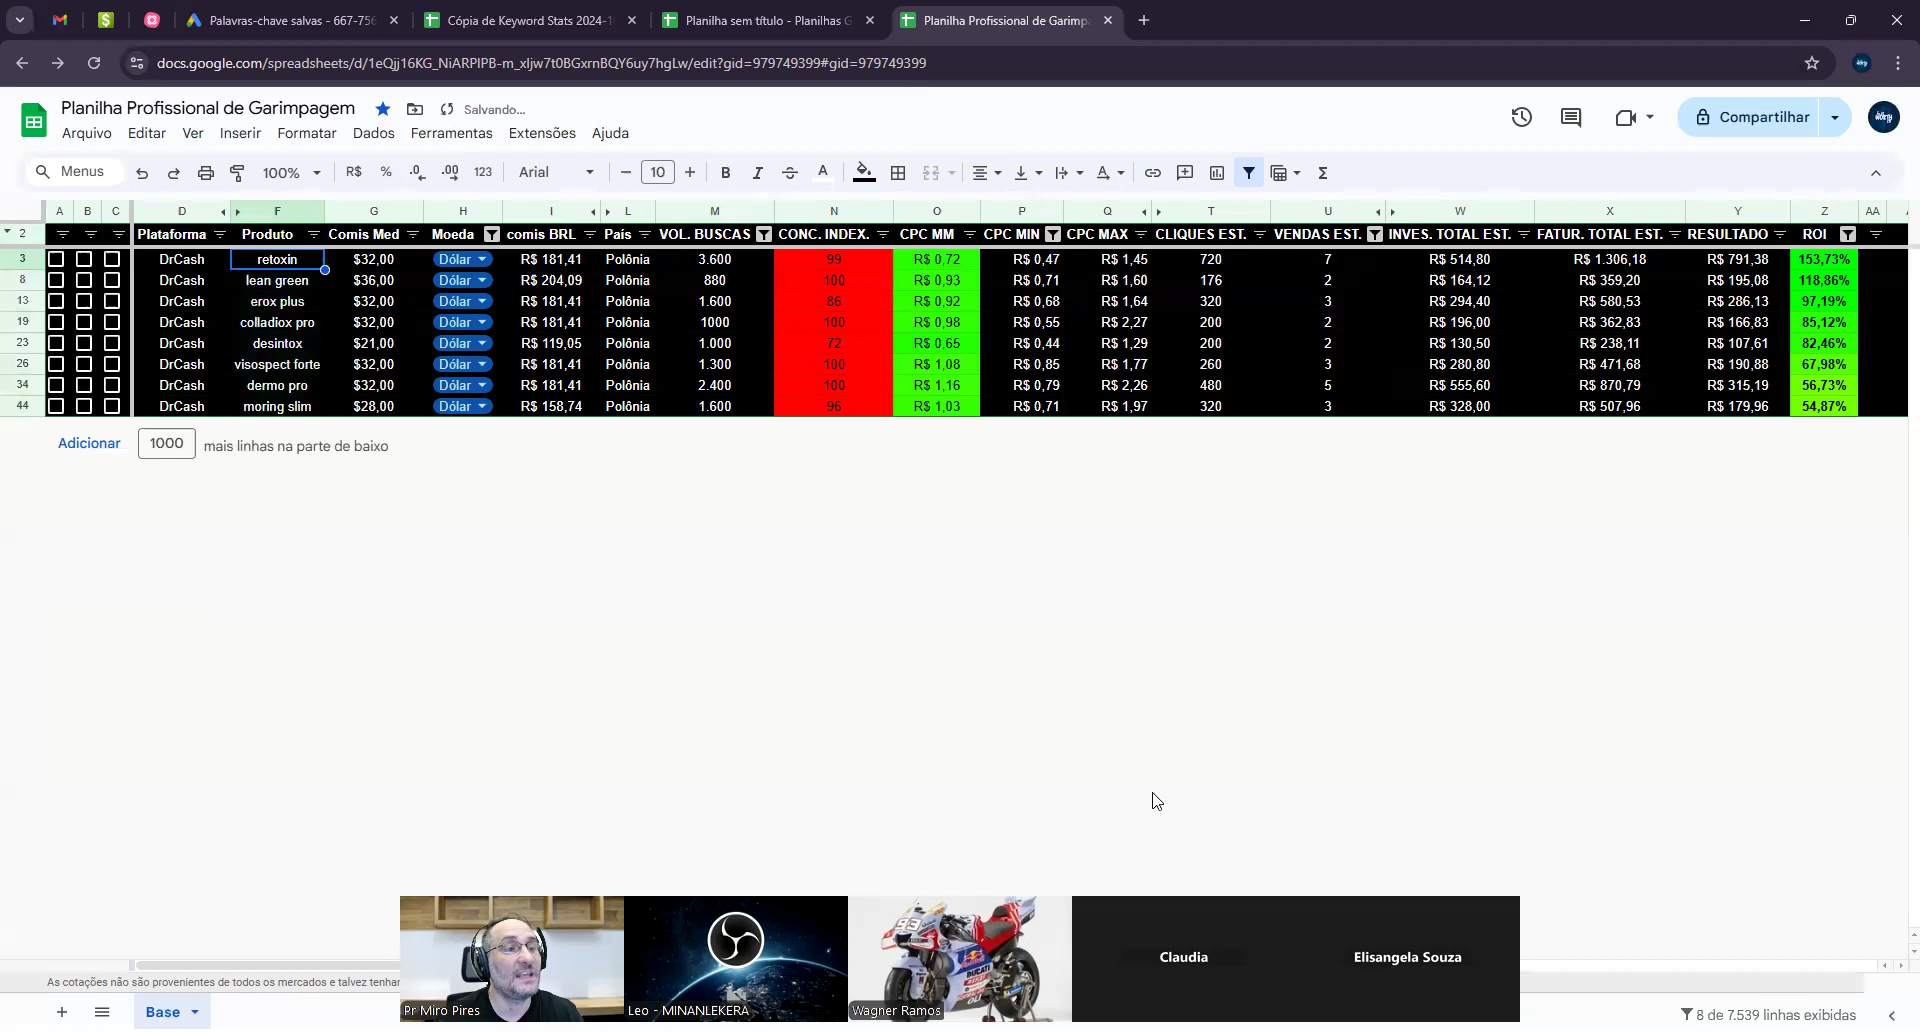 Palavras-chave salvas - 667-756
Cópia de Keyword Stats 2024-1
Planilha sem título - Planilhas G
Planilha Profissional de Garimp
docs.google.com/spreadsheets/d/1eQjj16KG_NiARPIPB-m_xIjw7t0BGxrnBQY6uy7hgLw/edit?gid=979749399#gid=979749399
Planilha Profissional de Garimpagem Salvando...
Arquivo Editar Ver Inserir Formatar Dados Ferramentas Extensões Ajuda
Compartilhar
Menus 100% R$ % .0 .00 123 Arial 10 B I S A
A B C D F G H I L M N O P Q T U W X Y Z AA
2 Plataforma Produto Comis Med Moeda comis BRL País VOL. BUSCAS CONC. INDEX. CPC MM CPC MIN CPC MAX CLIQUES EST. VENDAS EST. INVES. TOTAL EST. FATUR. TOTAL EST. RESULTADO ROI
3 DrCash retoxin $32,00 Dólar R$ 181,41 Polônia 3.600 99 R$ 0,72 R$ 0,47 R$ 1,45 720 7 R$ 514,80 R$ 1.306,18 R$ 791,38 153,73%
8 DrCash lean green $36,00 Dólar R$ 204,09 Polônia 880 100 R$ 0,93 R$ 0,71 R$ 1,60 176 2 R$ 164,12 R$ 359,20 R$ 195,08 118,86%
13 DrCash erox plus $32,00 Dólar R$ 181,41 Polônia 1.600 86 R$ 0,92 R$ 0,68 R$ 1,64 320 3 R$ 294,40 R$ 580,53 R$ 286,13 97,19%
19 DrCash colladiox pro $32,00 Dólar R$ 181,41 Polônia 1000 100 R$ 0,98 R$ 0,55 R$ 2,27 200 2 R$ 196,00 R$ 362,83 R$ 166,83 85,12%
23 DrCash desintox $21,00 Dólar R$ 119,05 Polônia 1.000 72 R$ 0,65 R$ 0,44 R$ 1,29 200 2 R$ 130,50 R$ 238,11 R$ 107,61 82,46%
26 DrCash visospect forte $32,00 Dólar R$ 181,41 Polônia 1.300 100 R$ 1,08 R$ 0,85 R$ 1,77 260 3 R$ 280,80 R$ 471,68 R$ 190,88 67,98%
34 DrCash dermo pro $32,00 Dólar R$ 181,41 Polônia 2.400 100 R$ 1,16 R$ 0,79 R$ 2,26 480 5 R$ 555,60 R$ 870,79 R$ 315,19 56,73%
44 DrCash moring slim $28,00 Dólar R$ 158,74 Polônia 1.600 96 R$ 1,03 R$ 0,71 R$ 1,97 320 3 R$ 328,00 R$ 507,96 R$ 179,96 54,87%
Adicionar 1000 mais linhas na parte de baixo
93
DUCATI
Claudia
Elisangela Souza
As cotações não são provenientes de todos os mercados e talvez tenham
Pr Miro Pires
Leo - MINANLEKERA
Wagner Ramos
Base
8 de 7.539 linhas exibidas